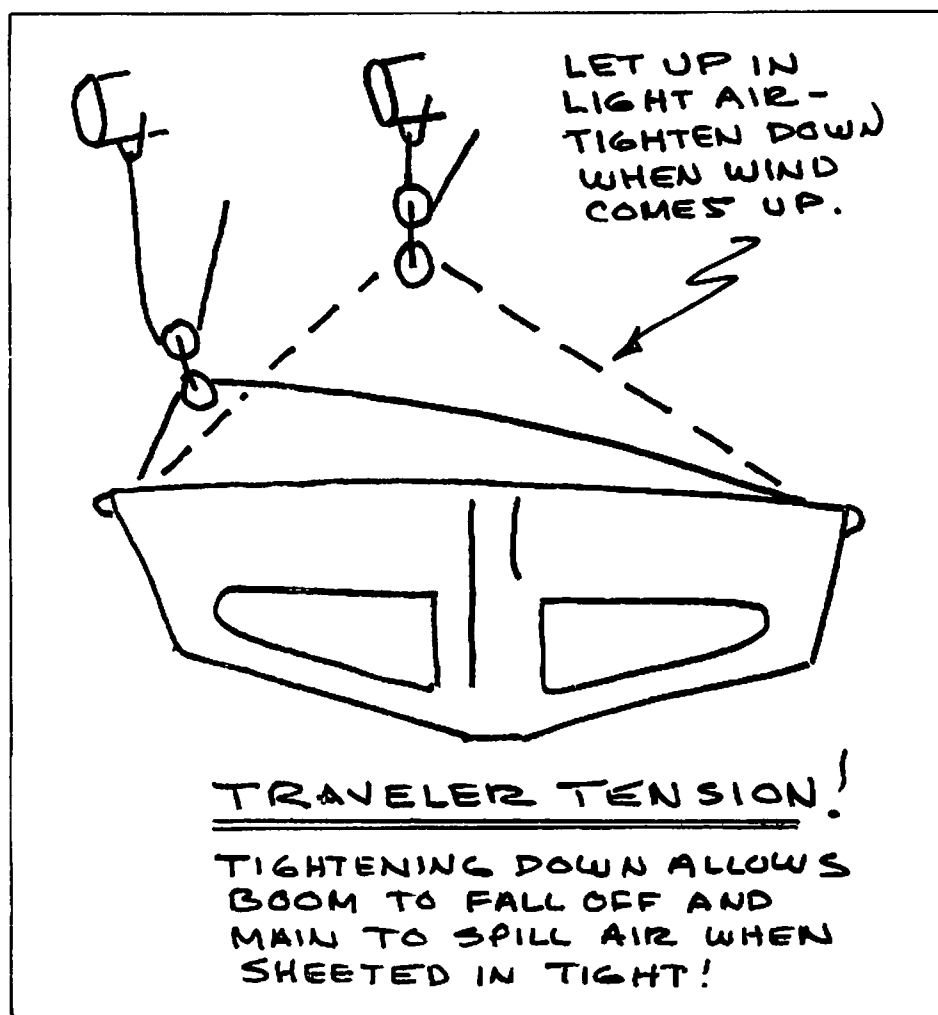 LET UP IN
LIGHT AIR-
TIGHTEN DOWN
WHEN WIND
COMES UP.
TRAVELER TENSION!
TIGHTENING DOWN ALLOWS
BOOM TO FALL OFF AND
MAIN TO SPILL AIR WHEN
SHEETED IN TIGHT!